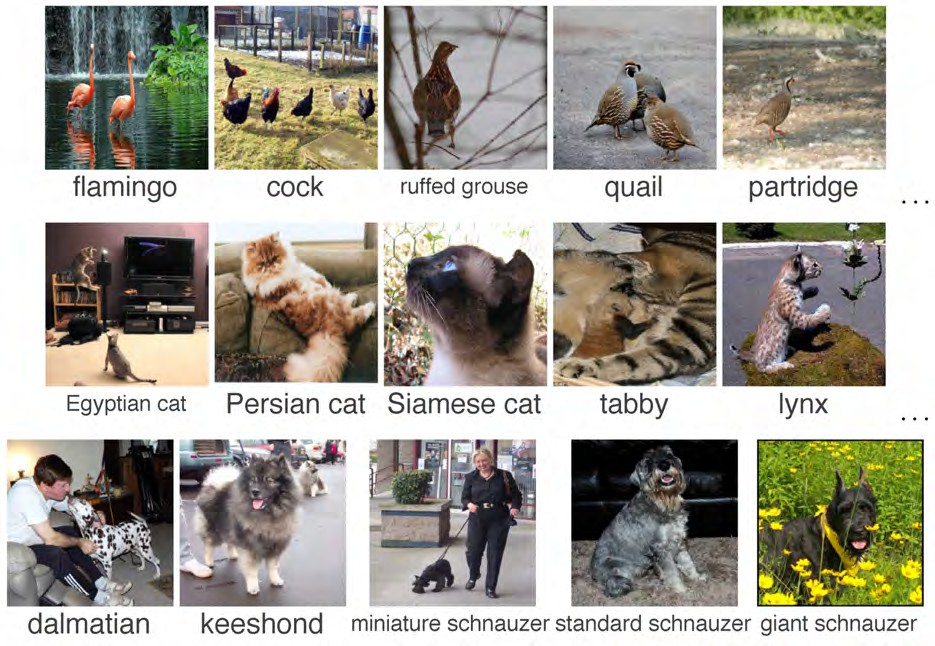 flamingo cock ruffed grouse quail partridge ...
Egyptian cat Persian cat Siamese cat tabby lynx ...
dalmatian keeshond miniature schnauzer standard schnauzer giant schnauzer